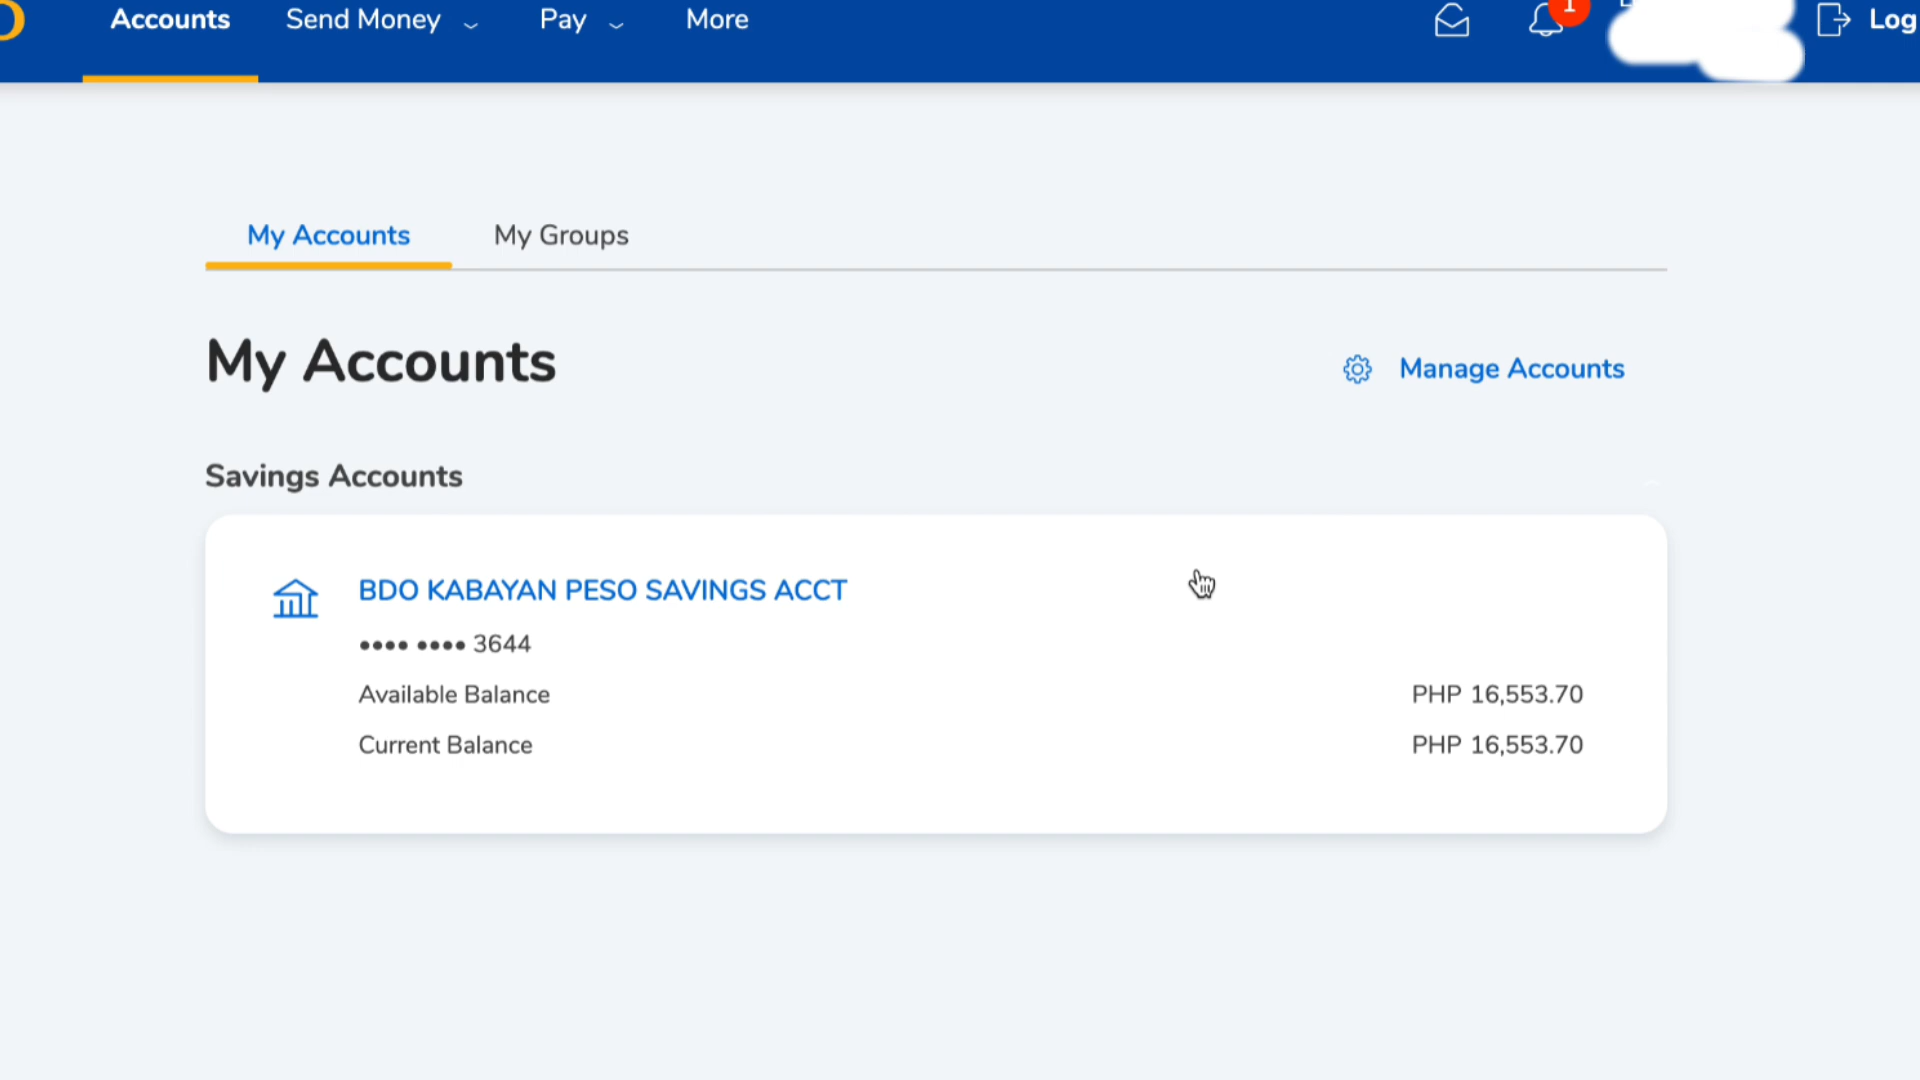 Accounts Send Money Pay More 1 Log
My Accounts My Groups
My Accounts
Manage Accounts
Savings Accounts
BDO KABAYAN PESO SAVINGS ACCT
•••• •••• 3644
Available Balance PHP 16,553.70
Current Balance PHP 16,553.70